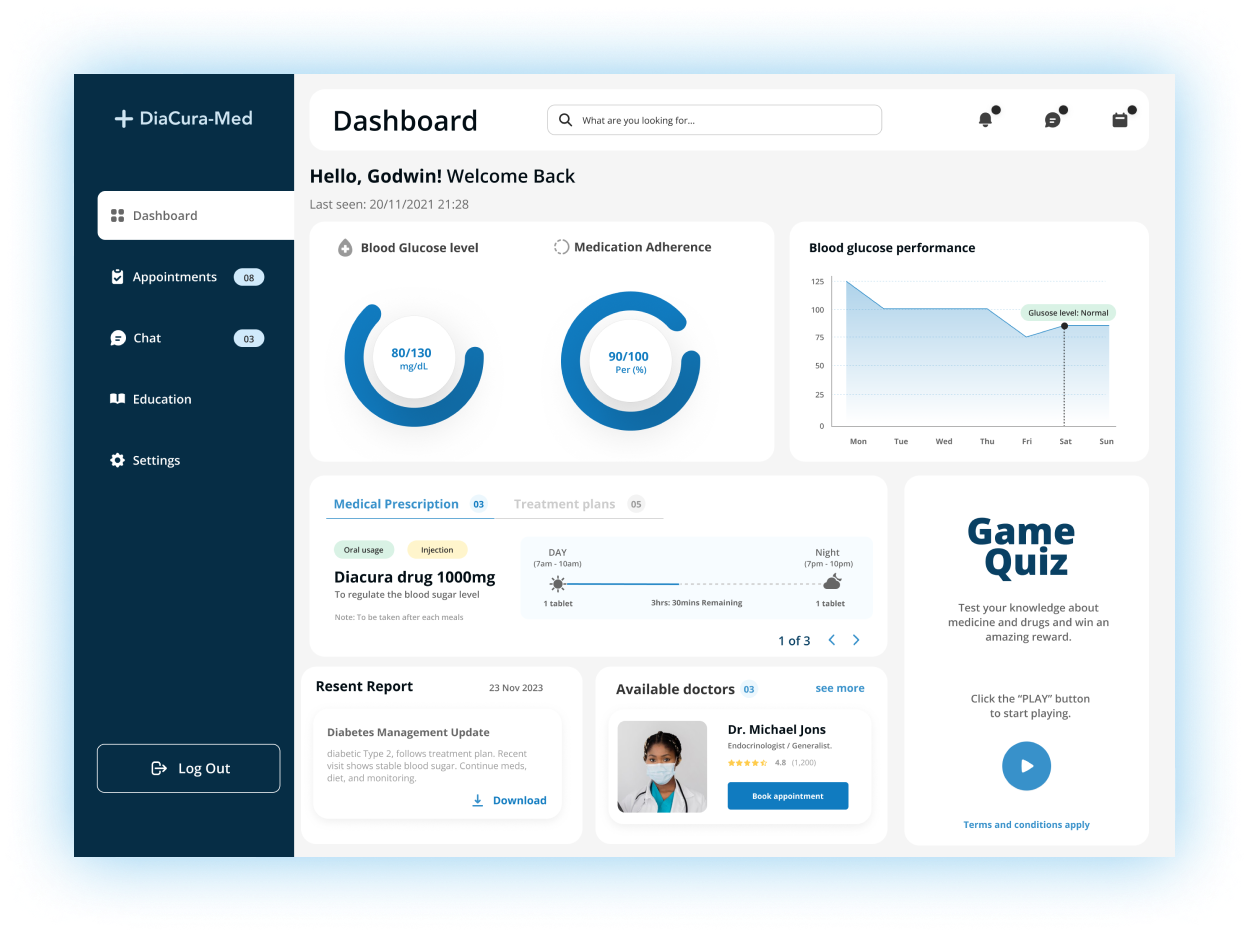 DiaCura-Med
Dashboard
Appointments 08
Chat 03
Education
Settings
Log Out
Dashboard
What are you looking for...
Hello, Godwin! Welcome Back
Last seen: 20/11/2021 21:28
Blood Glucose level
80/130
mg/dL
Medication Adherence
90/100
Per (%)
Blood glucose performance
125
100
75
50
25
0
Glusose level: Normal
Mon Tue Wed Thu Fri Sat Sun
Medical Prescription 03 Treatment plans 05
Oral usage Injection
Diacura drug 1000mg
To regulate the blood sugar level
Note: To be taken after each meals
DAY
(7am - 10am)
1 tablet
3hrs: 30mins Remaining
Night
(7pm - 10pm)
1 tablet
1 of 3
Game
Quiz
Test your knowledge about
medicine and drugs and win an
amazing reward.
Click the “PLAY” button
to start playing.
Terms and conditions apply
Resent Report 23 Nov 2023
Diabetes Management Update
diabetic Type 2, follows treatment plan. Recent
visit shows stable blood sugar. Continue meds,
diet, and monitoring.
Download
Available doctors 03 see more
Dr. Michael Jons
Endocrinologist / Generalist.
4.8 (1,200)
Book appointment